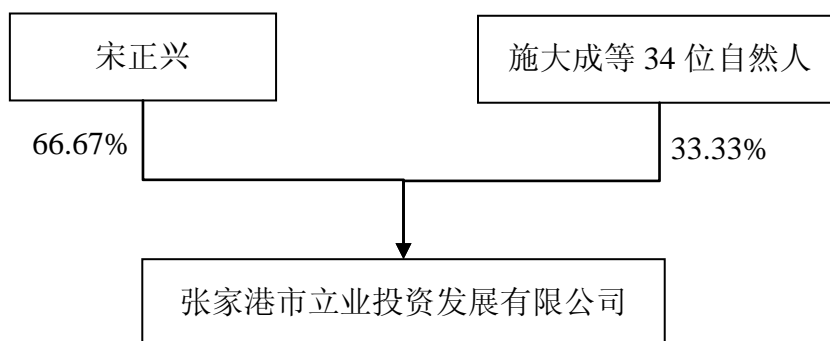 宋正兴
施大成等 34 位自然人
66.67%
33.33%
张家港市立业投资发展有限公司